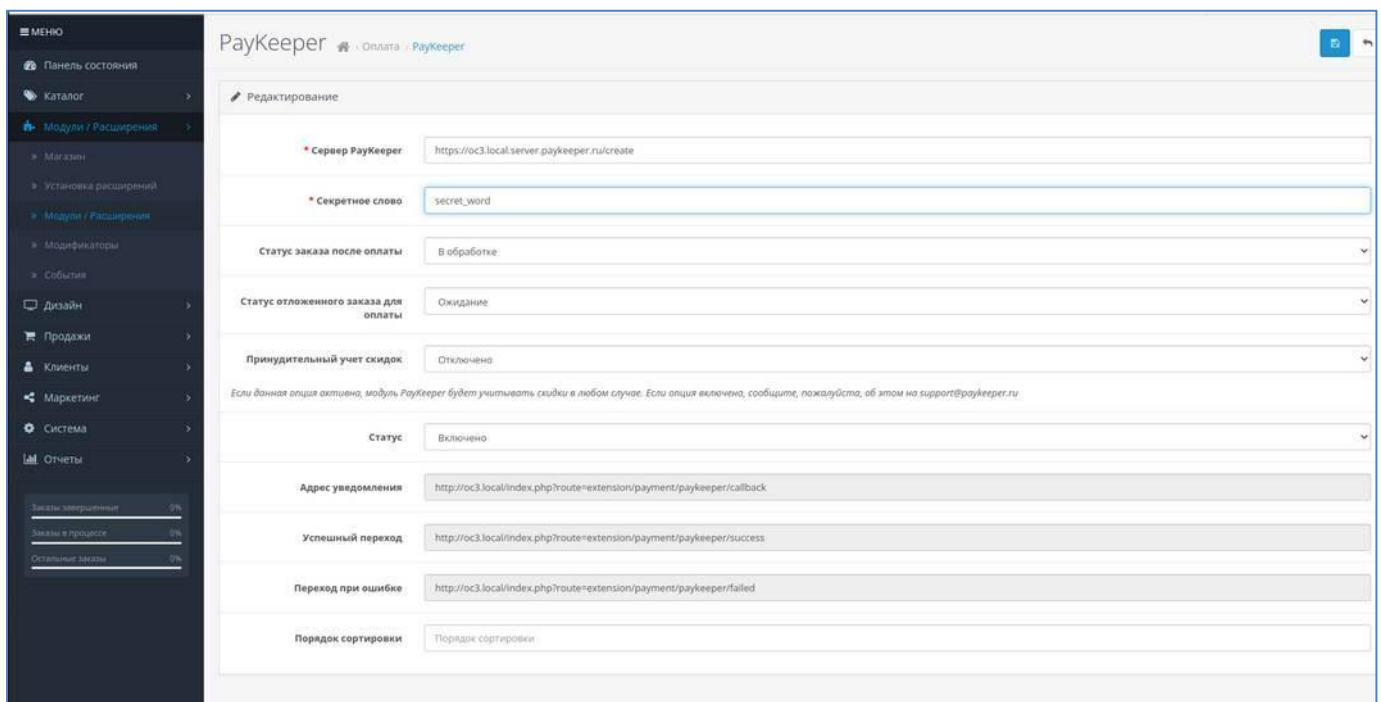 МЕНЮ
Панель состояния
Каталог
Модули / Расширения
Магазин
Установка расширений
Модули / Расширения
Модификаторы
События
Дизайн
Продажи
Клиенты
Маркетинг
Система
Отчеты
Заказы завершенные 0%
Заказы в процессе 0%
Остальные заказы 0%
PayKeeper Оплата PayKeeper
Редактирование
* Сервер PayKeeper https://oc3.local.server.paykeeper.ru/create
* Секретное слово secret_word
Статус заказа после оплаты В обработке
Статус отложенного заказа для
оплаты
Ожидание
Принудительный учет скидок Отключено
Если данная опция активна, модуль PayKeeper будет учитывать скидки в любом случае. Если опция включена, сообщите, пожалуйста, об этом на support@paykeeper.ru
Статус Включено
Адрес уведомления http://oc3.local/index.php?route=extension/payment/paykeeper/callback
Успешный переход http://oc3.local/index.php?route=extension/payment/paykeeper/success
Переход при ошибке http://oc3.local/index.php?route=extension/payment/paykeeper/failed
Порядок сортировки Порядок сортировки